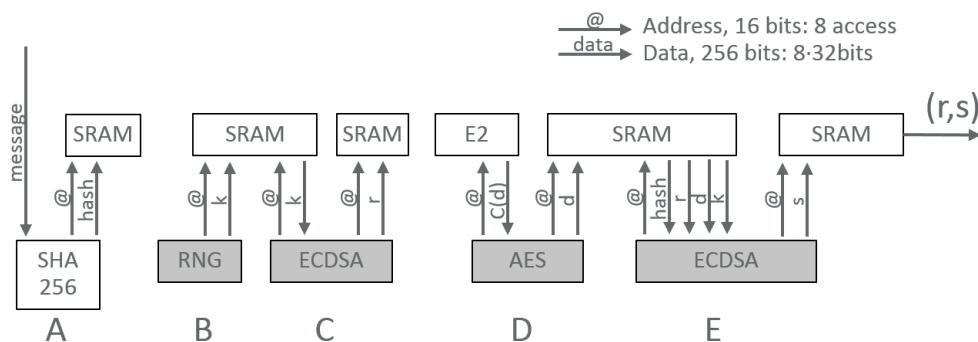 @ Address, 16 bits: 8 access
data Data, 256 bits: 8·32bits
(r,s)
SRAM SRAM SRAM E2 SRAM SRAM
message @ hash @ k @ k @ r @ C(d) @ d @ hash r d k @ s
SHA RNG ECDSA AES ECDSA
256
A B C D E